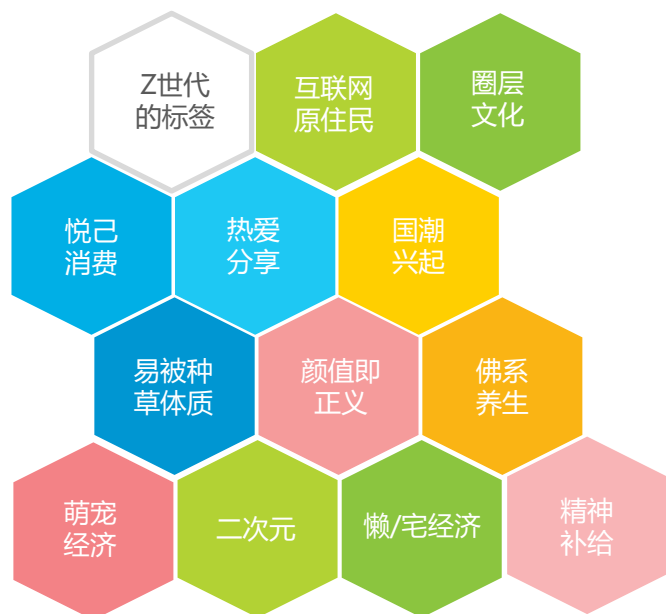 Z世代
的标签
互联网
原住民
圈层
文化
悦己
消费
热爱
分享
国潮
兴起
易被种
草体质
颜值即
正义
佛系
养生
萌宠
经济
二次元
懒/宅经济
精神
补给